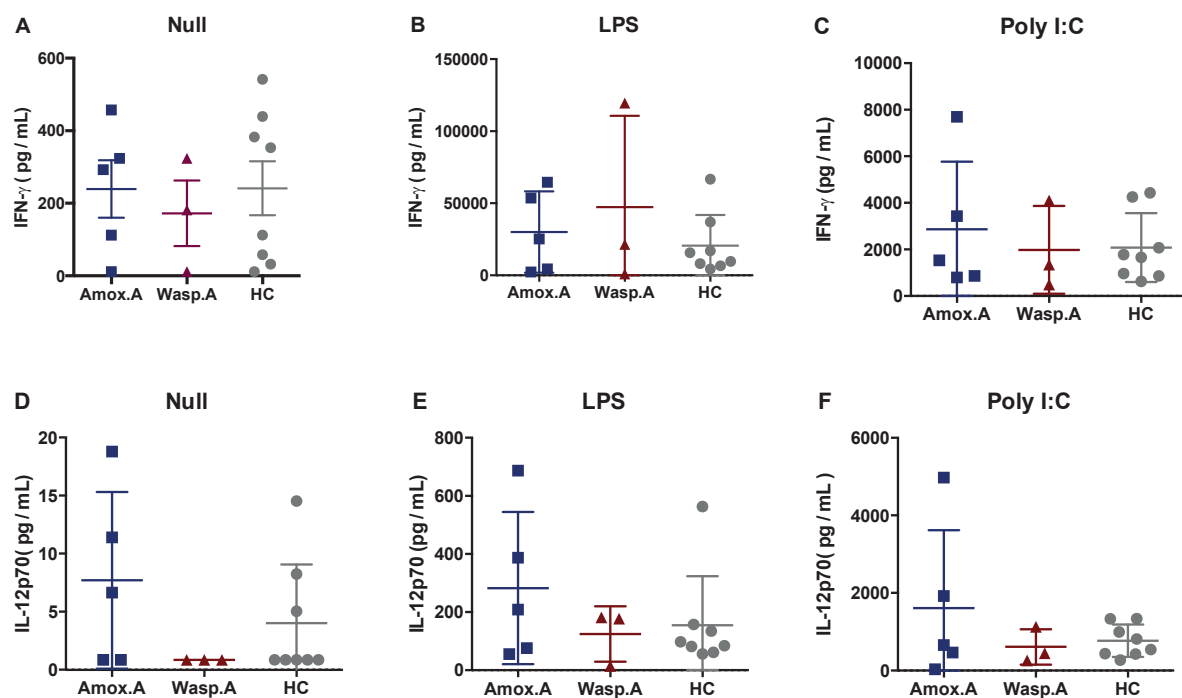 A Null
IFN-γ ( pg / mL)
600
400
200
0
Amox.A Wasp.A HC
B LPS
IFN-γ ( pg / mL)
150000
100000
50000
0
Amox.A Wasp.A HC
C Poly I:C
IFN-γ (pg / mL)
10000
8000
6000
4000
2000
0
Amox.A Wasp.A HC
D Null
IL-12p70( pg / mL)
20
15
10
5
0
Amox.A Wasp.A HC
E LPS
IL-12p70 (pg / mL)
800
600
400
200
0
Amox.A Wasp.A HC
F Poly I:C
IL-12p70( pg / mL )
6000
4000
2000
0
Amox.A Wasp.A HC